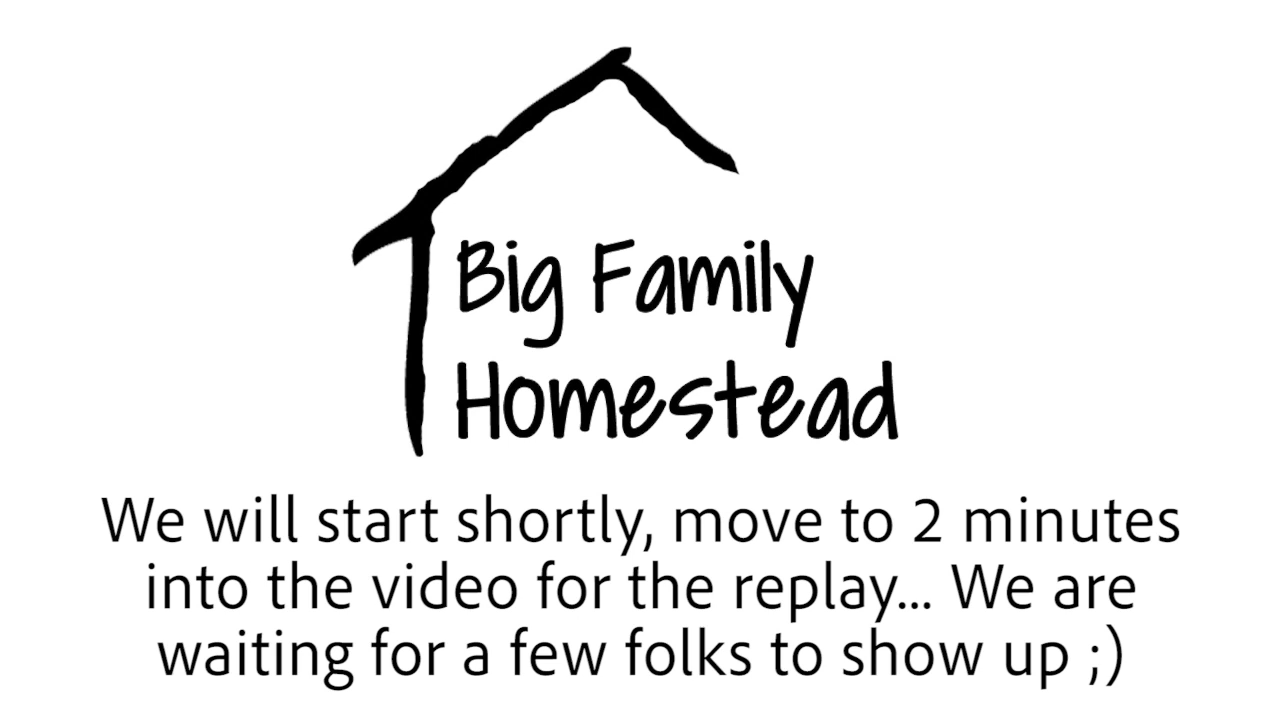 Big Family
Homestead
We will start shortly, move to 2 minutes
into the video for the replay... We are
waiting for a few folks to show up ;)